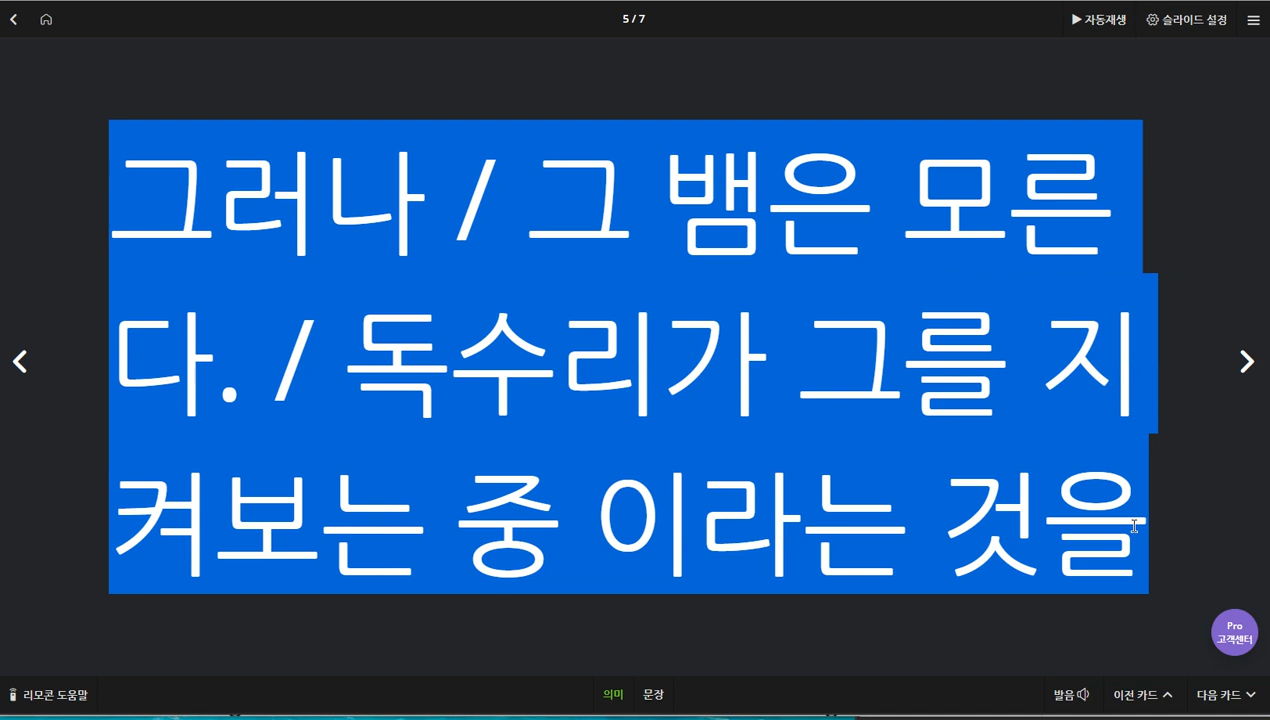 5 / 7
자동재생
슬라이드 설정
그러나 / 그 뱀은 모른
다. / 독수리가 그를 지
켜보는 중 이라는 것을
Pro
고객센터
리모콘 도움말
의미
문장
발음
이전 카드
다음 카드